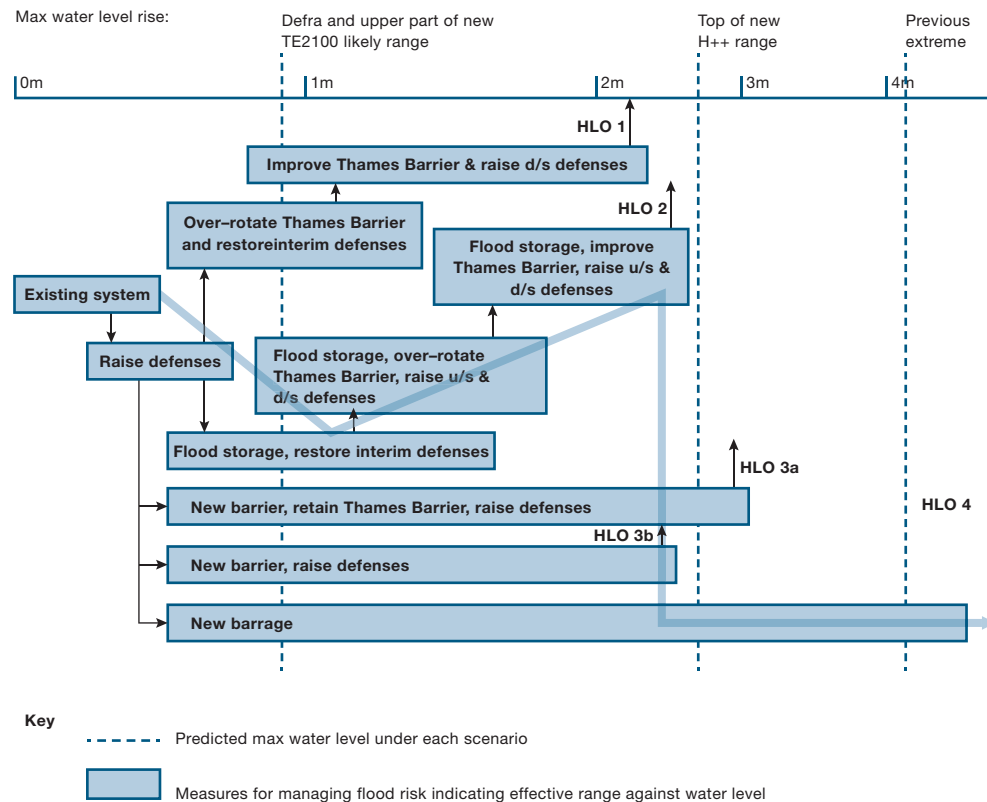 Max water level rise:
Defra and upper part of new
TE2100 likely range
Top of new
H++ range
Previous
extreme
0m
1m
2m
3m
4m
HLO 1
Improve Thames Barrier & raise d/s defenses
HLO 2
Over–rotate Thames Barrier
and restoreinterim defenses
Flood storage, improve
Thames Barrier, raise u/s &
d/s defenses
Existing system
Raise defenses
Flood storage, over–rotate
Thames Barrier, raise u/s &
d/s defenses
Flood storage, restore interim defenses
HLO 3a
New barrier, retain Thames Barrier, raise defenses
HLO 4
HLO 3b
New barrier, raise defenses
New barrage
Key
Predicted max water level under each scenario
Measures for managing flood risk indicating effective range against water level